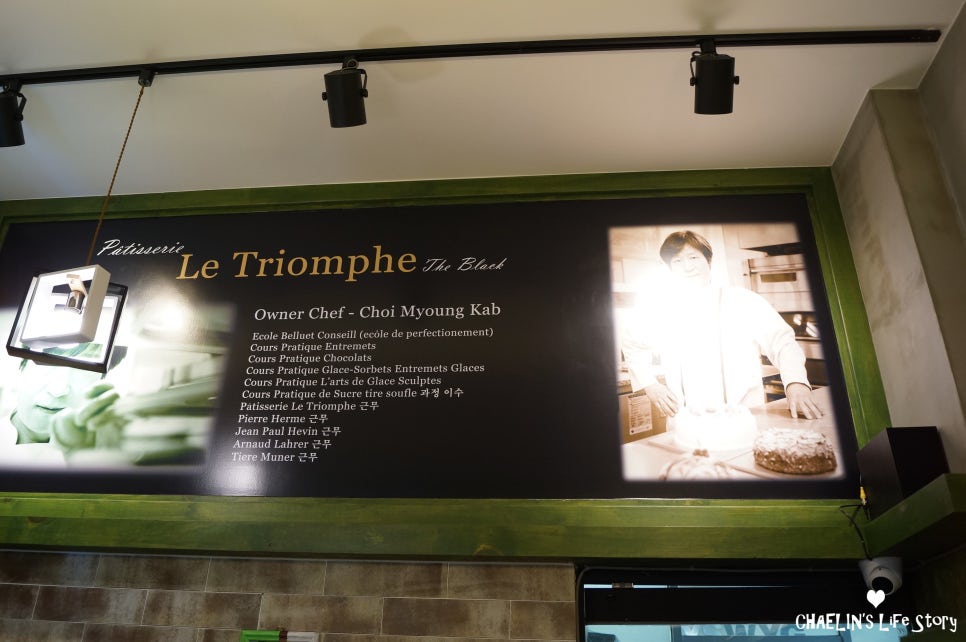 Pâtisserie
Le Triomphe The Black
Owner Chef - Choi Myoung Kab
Ecole Belluet Conseill (ecóle de perfectionement)
Cours Pratique Entremets
Cours Pratique Chocolats
Cours Pratique Glace-Sorbets Entremets Glaces
Cours Pratique L'arts de Glace Sculptes
Cours Pratique de Sucre tire soufle 과정 이수
Pâtisserie Le Triomphe 근무
Pierre Herme 근무
Jean Paul Hevin 근무
Arnaud Lahrer 근무
Tiere Muner 근무
CHAELIN'S LiFe Story